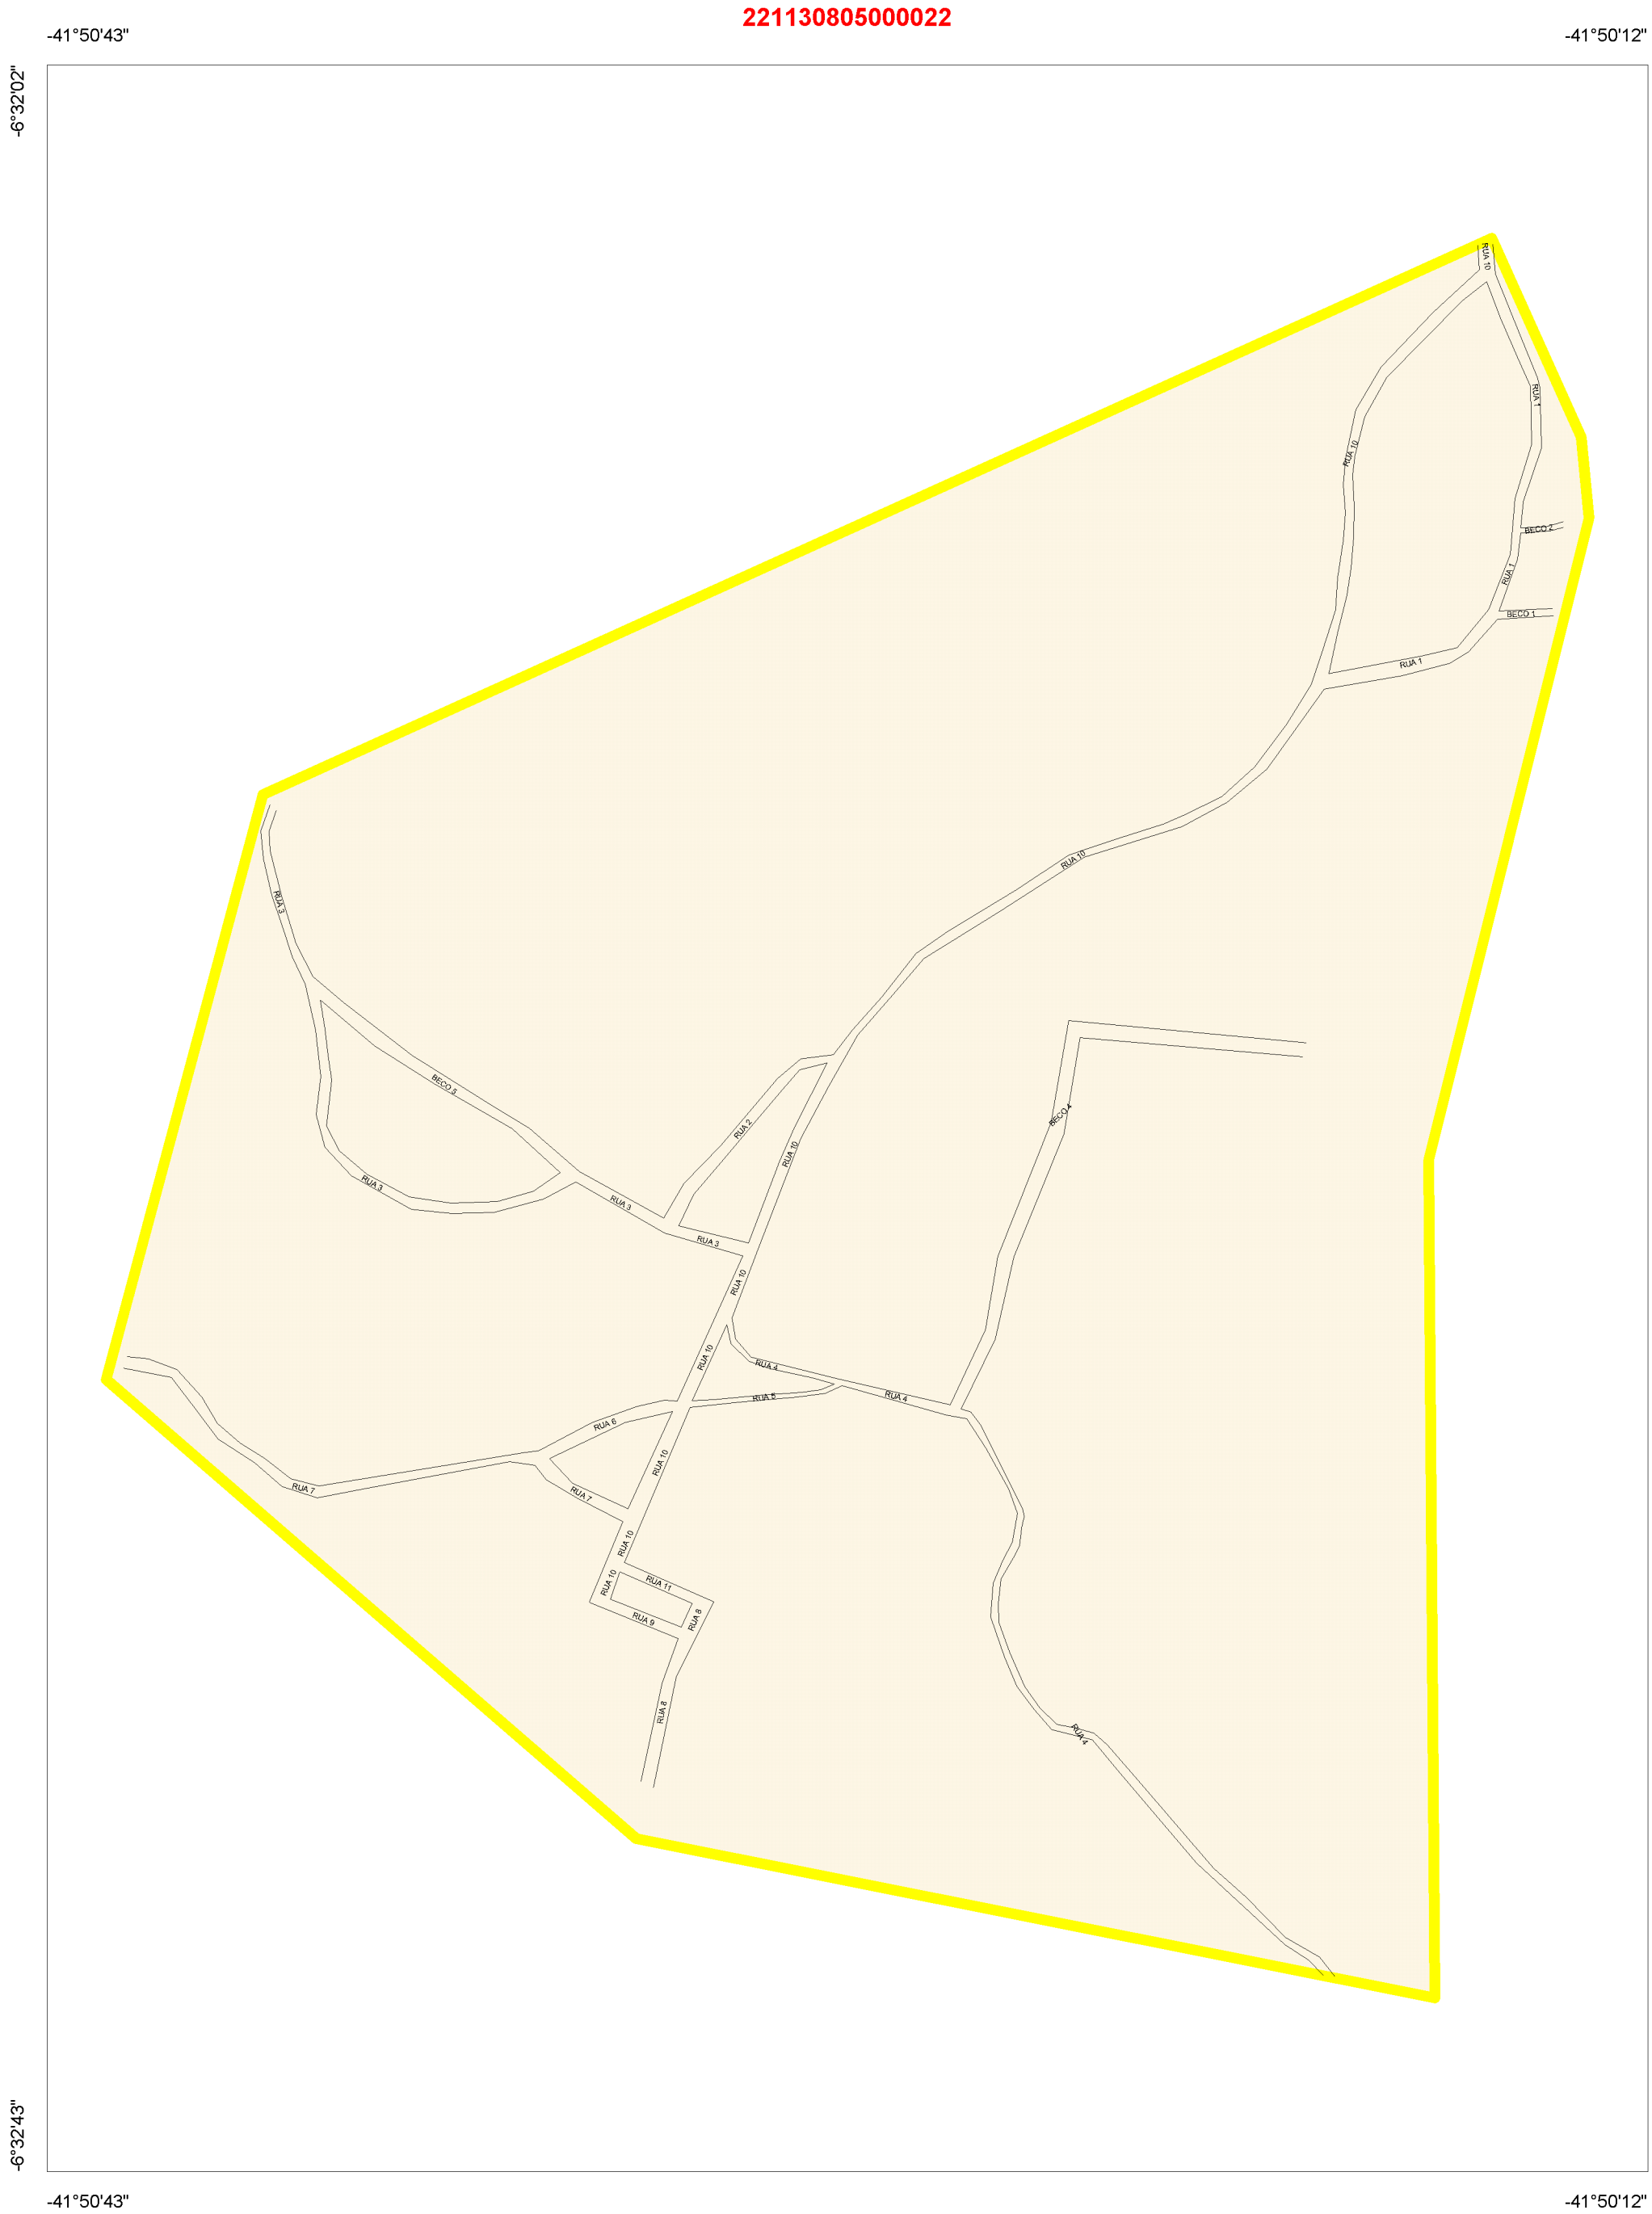 221130805000022
-41°50'43"
-41°50'12"
-6°32'02"
RUA 10
RUA 1
RUA 10
BECO 2
RUA 1
BECO 1
RUA 1
RUA 10
RUA 3
BECO 4
BECO 3
RUA 2
RUA 10
RUA 3
RUA 3
RUA 3
RUA 10
RUA 10
RUA 4
RUA 4
RUA 5
RUA 6
RUA 10
RUA 7
RUA 7
RUA 10
RUA 10
RUA 11
RUA 9
RUA 8
RUA 8
RUA 4
-6°32'43"
-41°50'43"
-41°50'12"